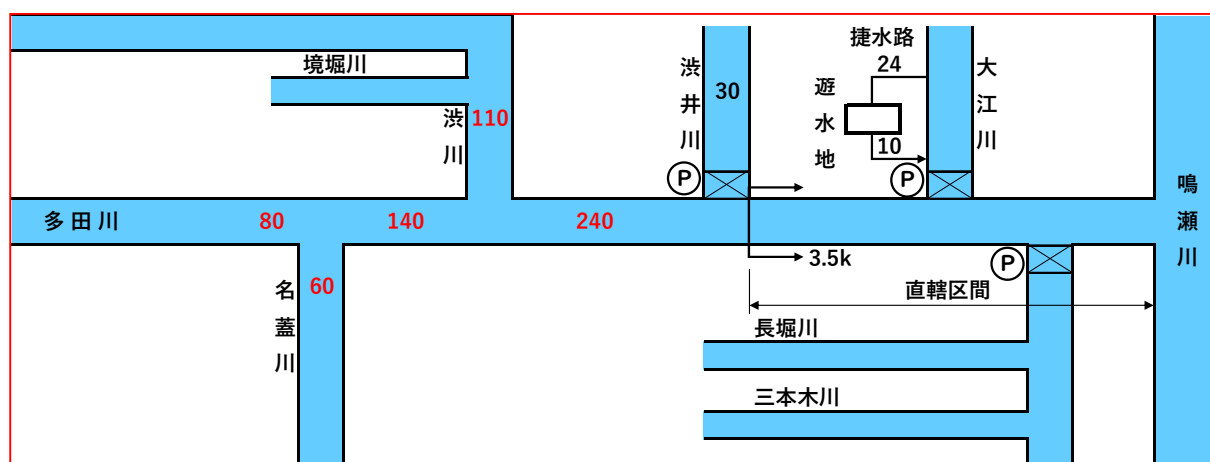 境堀川
渋川
110
渋井川
30
P
捷水路
24
遊水地
10
大江川
P
鳴瀬川
多田川
80
140
240
3.5k
P
直轄区間
名蓋川
60
長堀川
三本木川